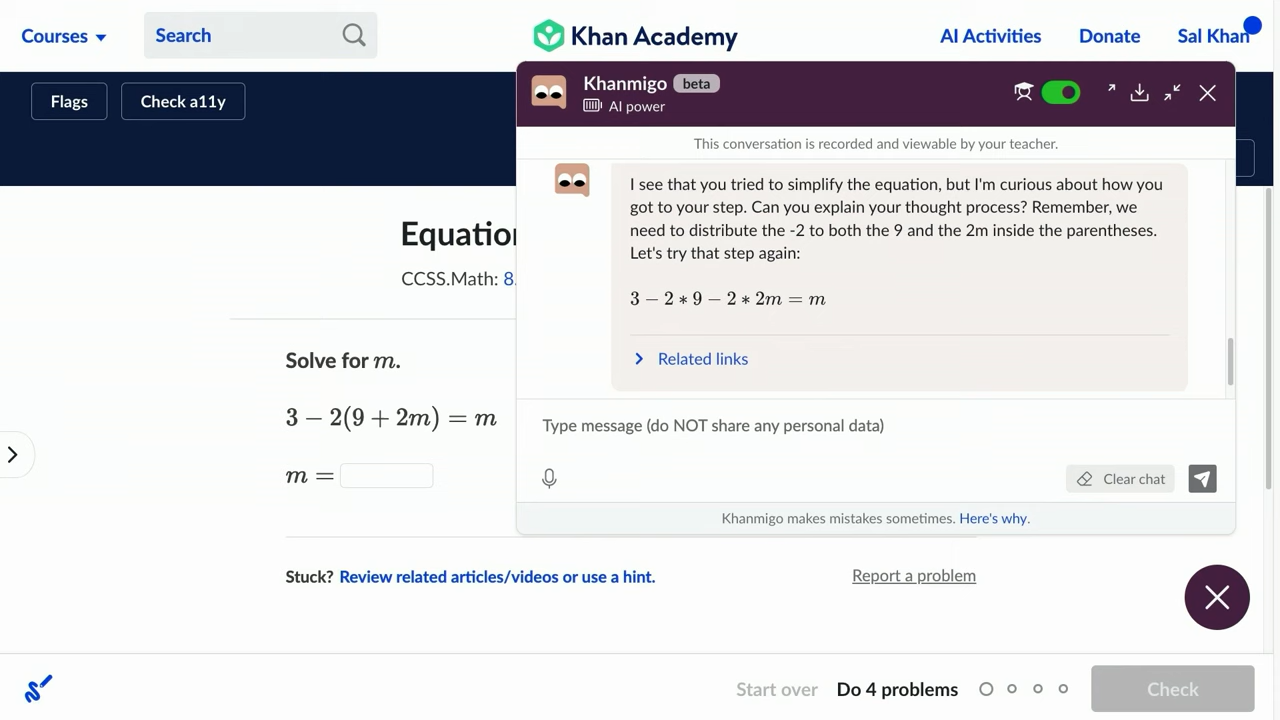 Courses
Search
Khan Academy
AI Activities
Donate
Sal Khan
Flags
Check a11y
Khanmigo beta
AI power
This conversation is recorded and viewable by your teacher.
I see that you tried to simplify the equation, but I'm curious about how you
got to your step. Can you explain your thought process? Remember, we
need to distribute the -2 to both the 9 and the 2m inside the parentheses.
Let's try that step again:
3 − 2 ∗ 9 − 2 ∗ 2m = m
Related links
Equation
CCSS.Math: 8.
Solve for m.
3 − 2(9 + 2m) = m
m =
Type message (do NOT share any personal data)
Clear chat
Khanmigo makes mistakes sometimes. Here's why.
Stuck? Review related articles/videos or use a hint.
Report a problem
Start over
Do 4 problems
Check